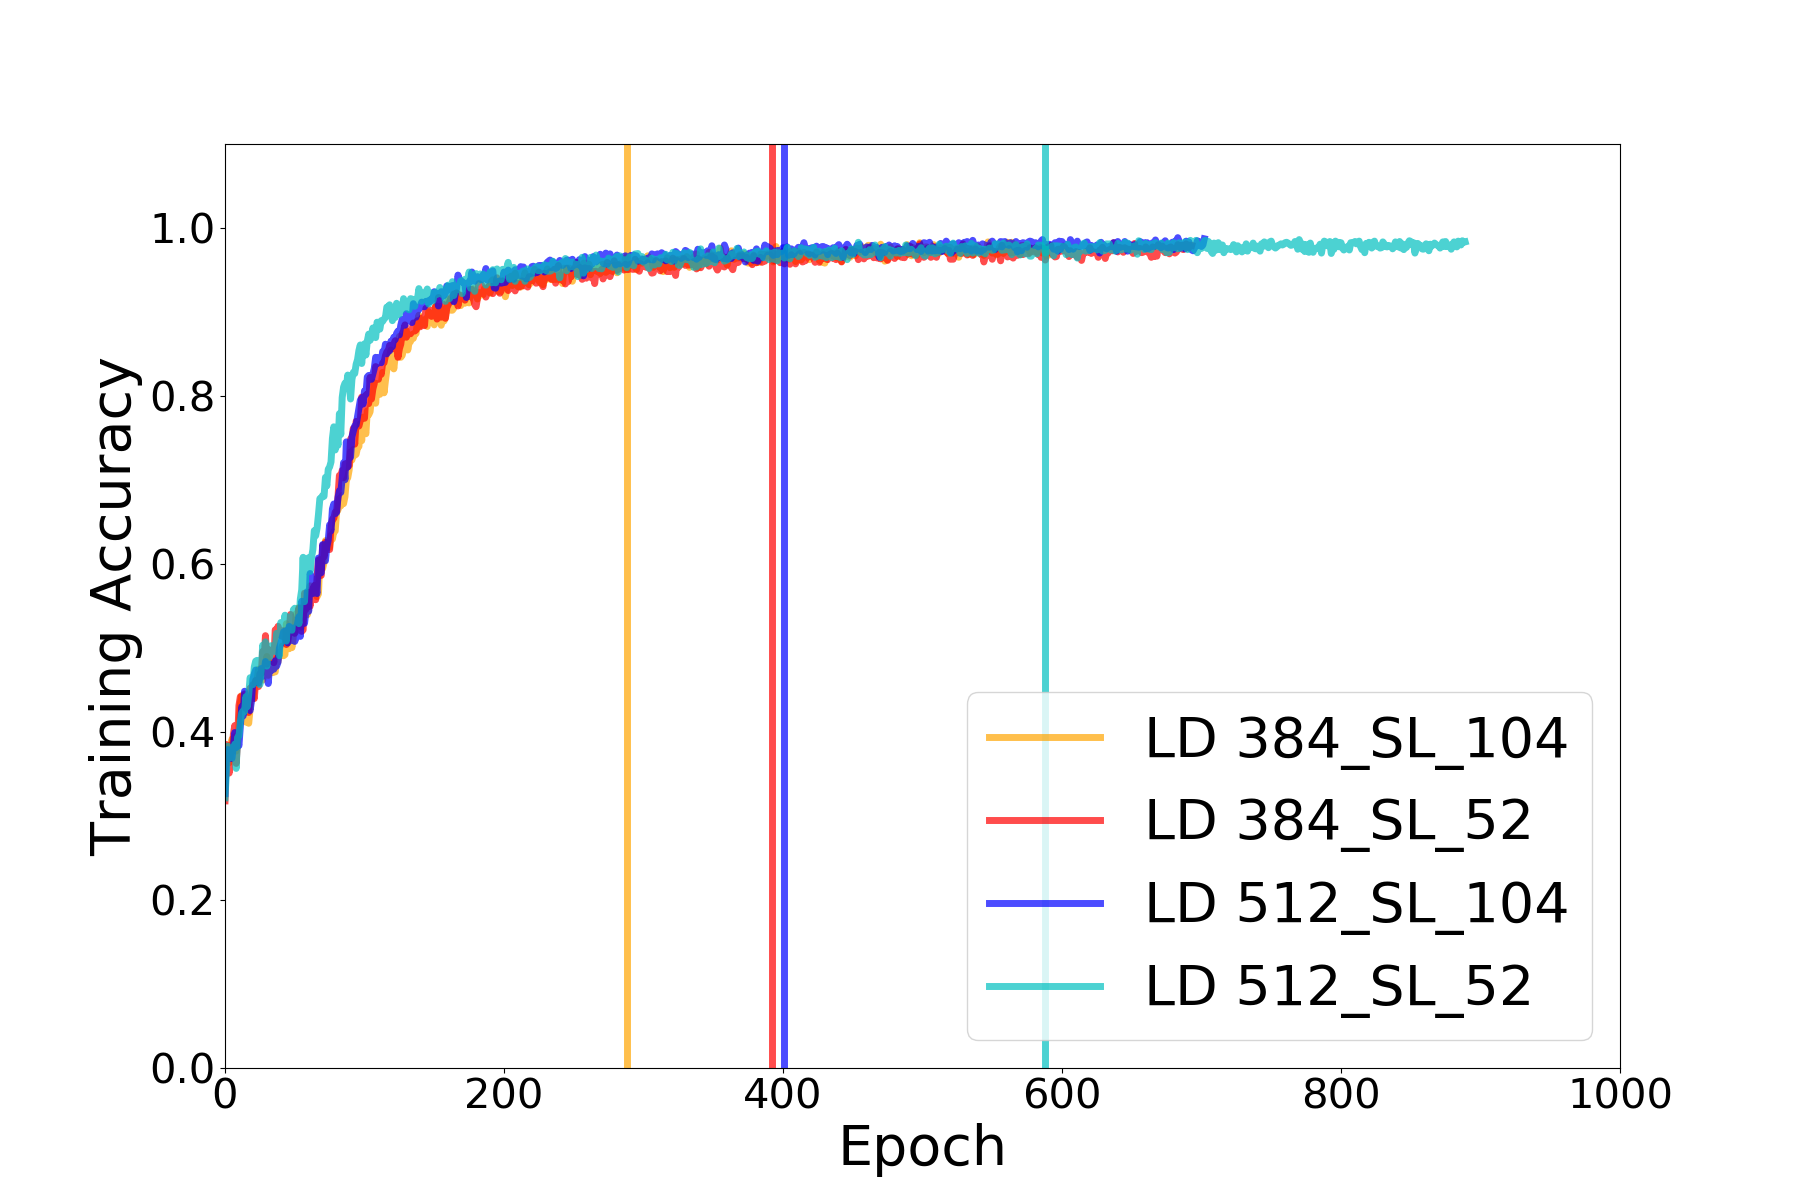 1.0
0.8
0.6
0.4
0.2
0.0
Training Accuracy
0 200 400 600 800 1000
Epoch
LD 384_SL_104
LD 384_SL_52
LD 512_SL_104
LD 512_SL_52